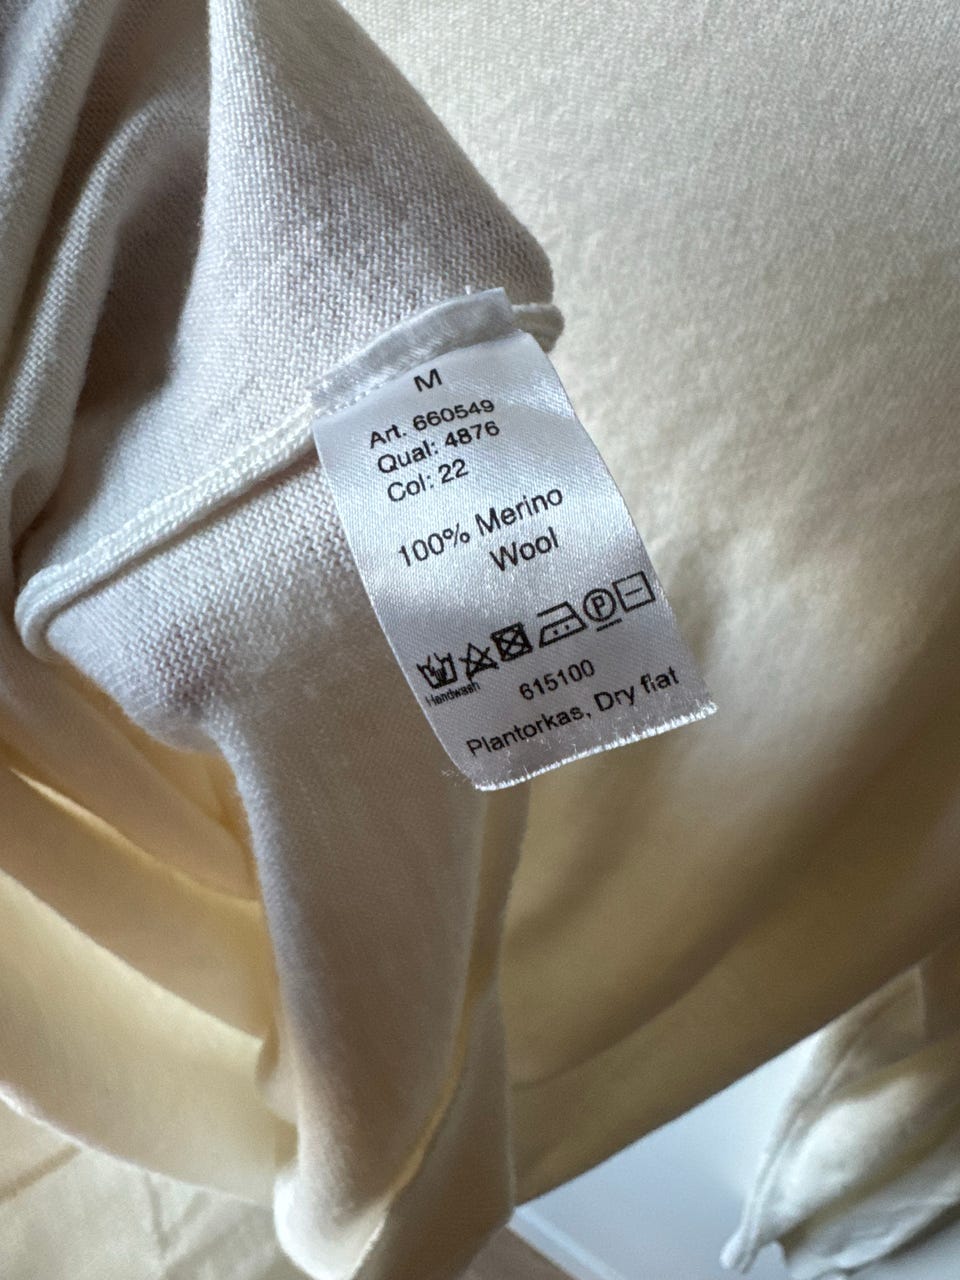 M
Art. 660549
Qual: 4876
Col: 22
100% Merino
Wool
P
Handwash
615100
Plantorkas, Dry flat